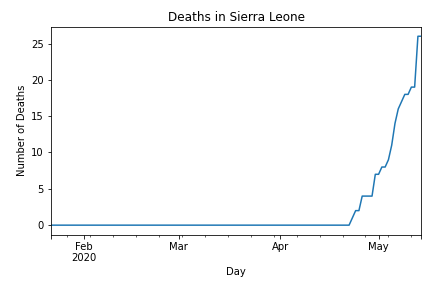 Deaths in Sierra Leone
25
20
15
10
5
0
Number of Deaths
Feb
2020
Mar
Apr
May
Day